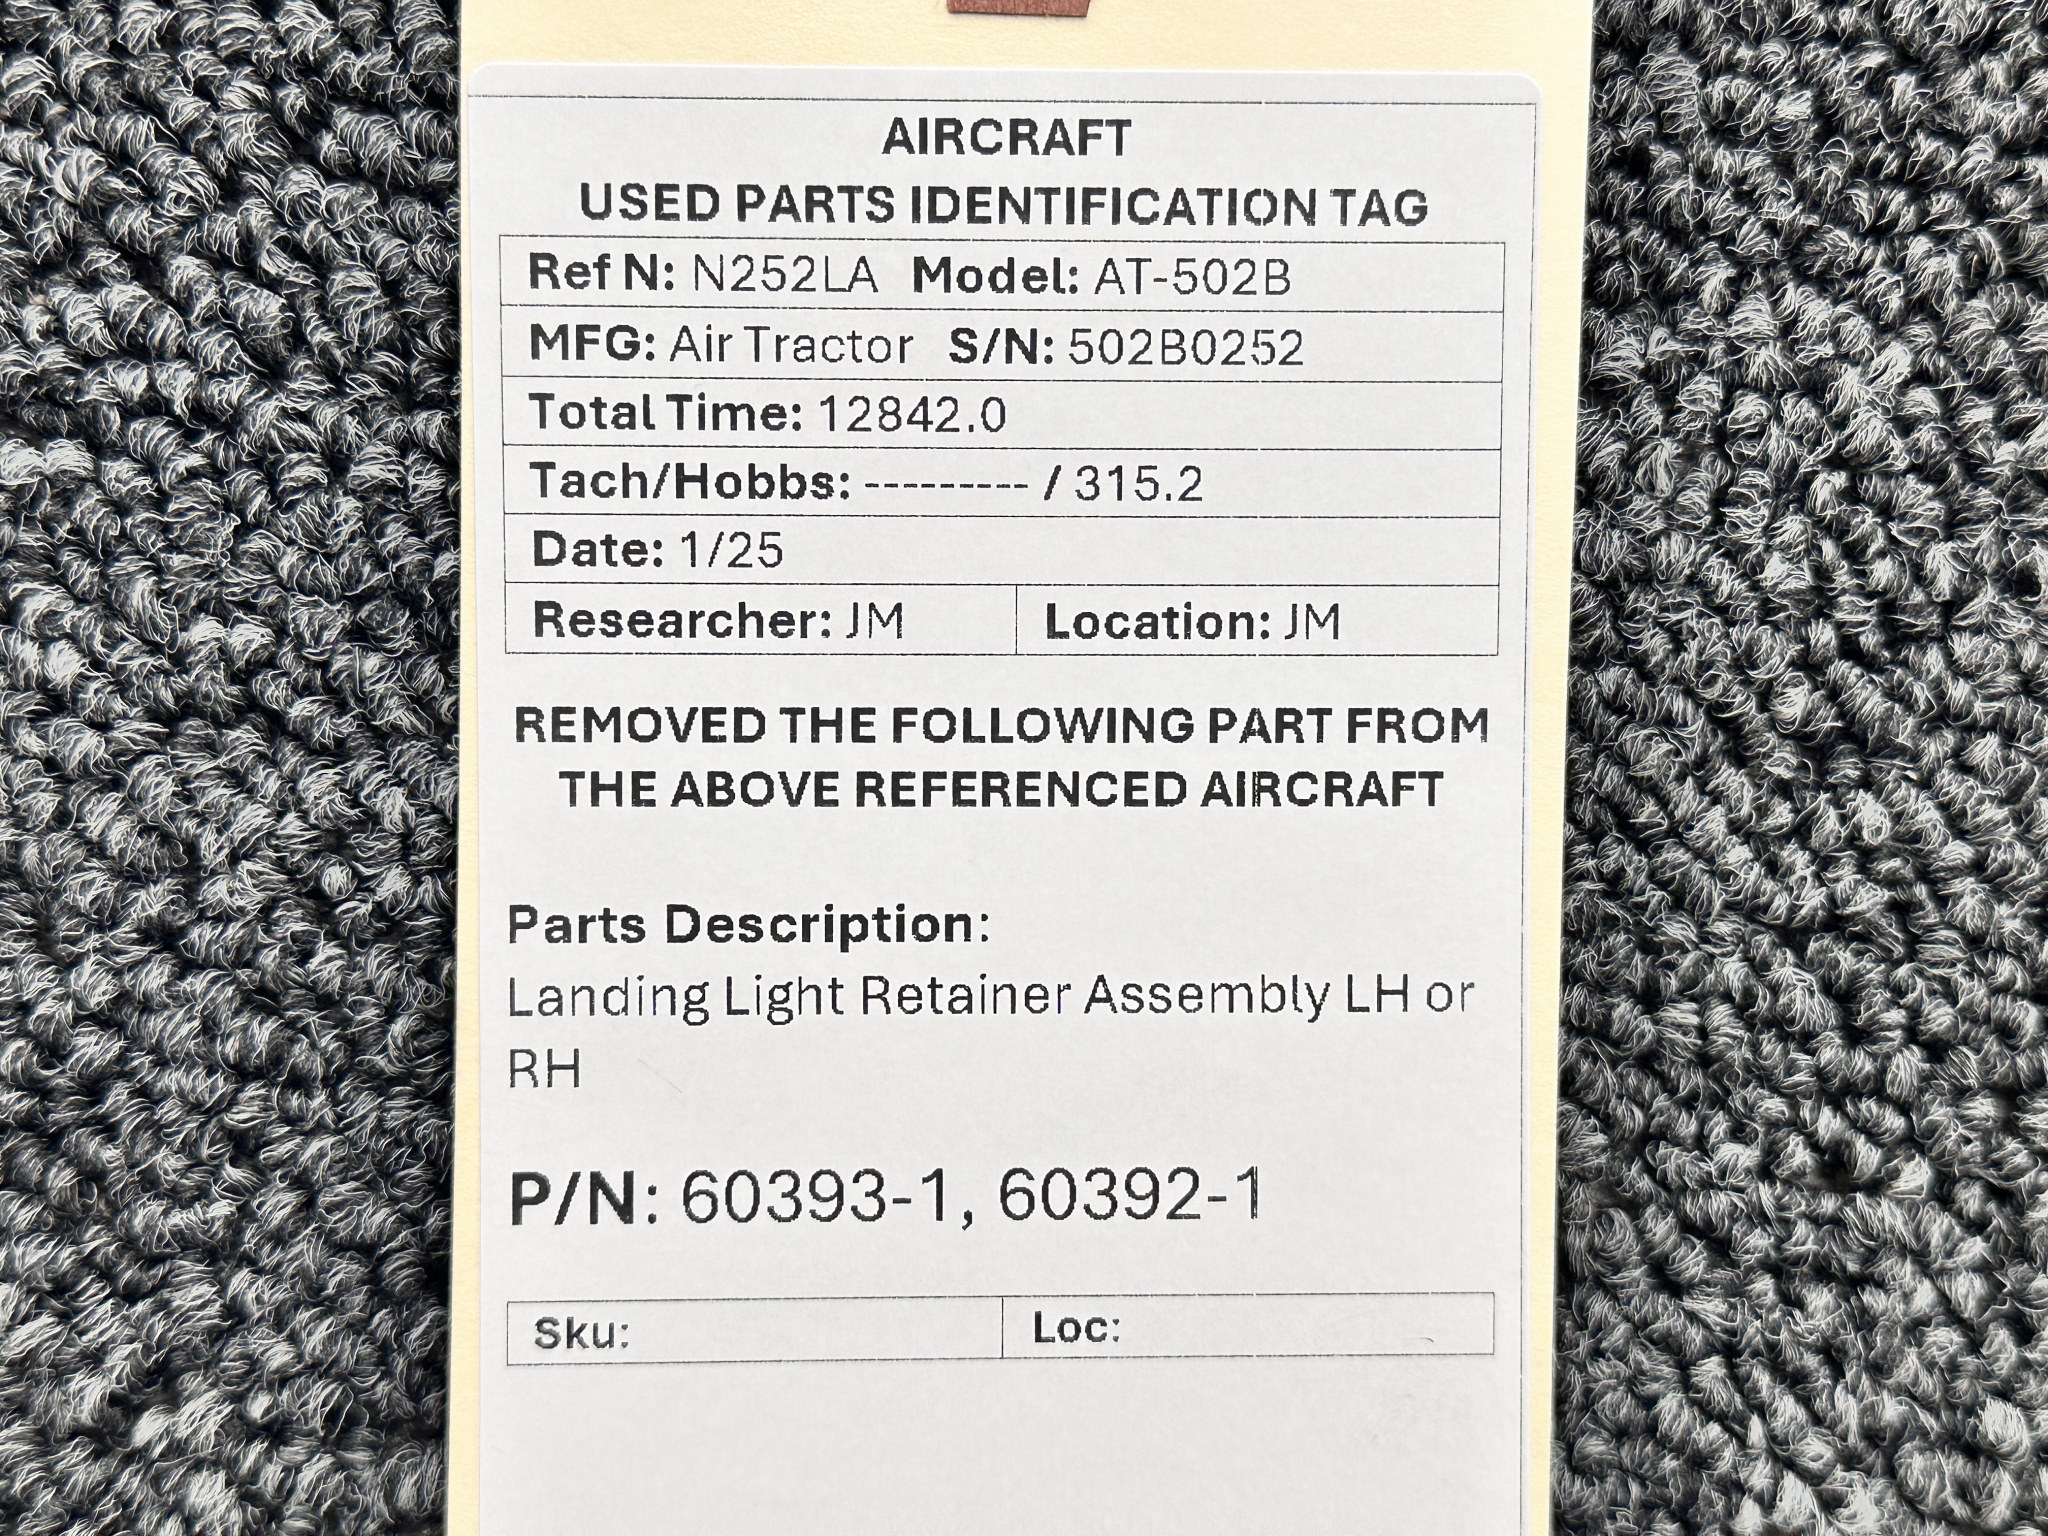 AIRCRAFT
USED PARTS IDENTIFICATION TAG
Ref N: N252LA Model: AT-502B
MFG: Air Tractor S/N: 502B0252
Total Time: 12842.0
Tach/Hobbs: --------- / 315.2
Date: 1/25
Researcher: JM Location: JM
REMOVED THE FOLLOWING PART FROM
THE ABOVE REFERENCED AIRCRAFT
Parts Description:
Landing Light Retainer Assembly LH or
RH
P/N: 60393-1, 60392-1
Sku: Loc: